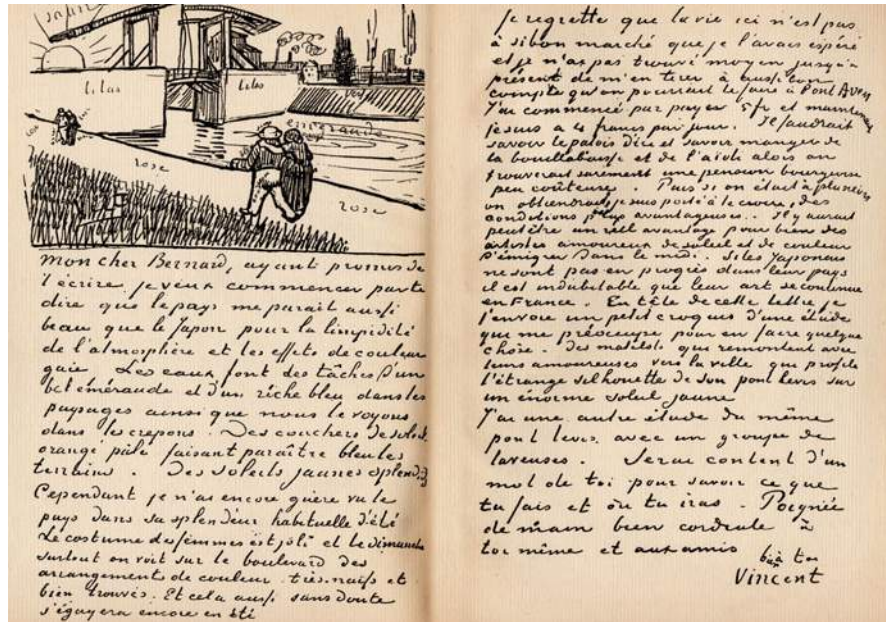 lilas
lilas
vert
émeraude
rose
rose
mon cher Bernard, ayant promis de
t'écrire je veux commencer par te
dire que le pays me parait aussi
beau que le Japon pour la limpidité
de l'atmosphère et les effets de couleur
gaie Les eaux font des tâches d'un
bel émeraude et d'un riche bleu dans les
paysages ainsi que nous le voyons
dans les crepons. Des couchers de soleil
orangé pâle faisant paraître bleu les
terrains. Des soleils jaunes splendides
Cependant je n'ai encore guère vu le
pays dans sa splendeur habituelle d'été
Le costume des femmes est joli et le dimanche
surtout on voit sur le boulevard des
arrangements de couleur très naifs et
bien trouvés. Et cela aussi sans doute
s'égayera encore en été
je regrette que la vie ici n'est pas
à si bon marché que je l'avais espéré
et je n'ai pas trouvé moyen jusqu'à
présent de m'en tirer à aussi bon
compte qu'on pourrait le faire à Pont Aven
J'ai commencé par payer 5 fr et maintenant
je suis à 4 francs par jour. Il faudrait
savoir le patois d'ici et savoir manger de
la bouillabaisse et de l'aïoli alors on
trouverait surement une pension bourgeoise
peu coûteuse. Puis si on était à plusieurs
on obtiendrait, je suis porté à le croire, des
conditions plus avantageuses. Il y aurait
peutêtre un réel avantage pour bien des
artistes amoureux de soleil et de couleur
d'émigrer dans le midi. Si les Japonais
ne sont pas en progrès dans leur pays
il est indubitable que leur art se continue
en France. En tête de cette lettre je
t'envoie un petit croquis d'une étude
qui me préoccupe pour en faire quelque
chôse. Des matelots qui remontent avec
leurs amoureuses vers la ville qui profile
l'étrange silhouette de son pont levis sur
un énorme soleil jaune
J'ai une autre étude du même
pont levis avec un groupe de
laveuses. Serai content d'un
mot de toi pour savoir ce que
tu fais et où tu iras. Poignée
de main bien cordiale à
toi même et aux amis
b. à toi
Vincent